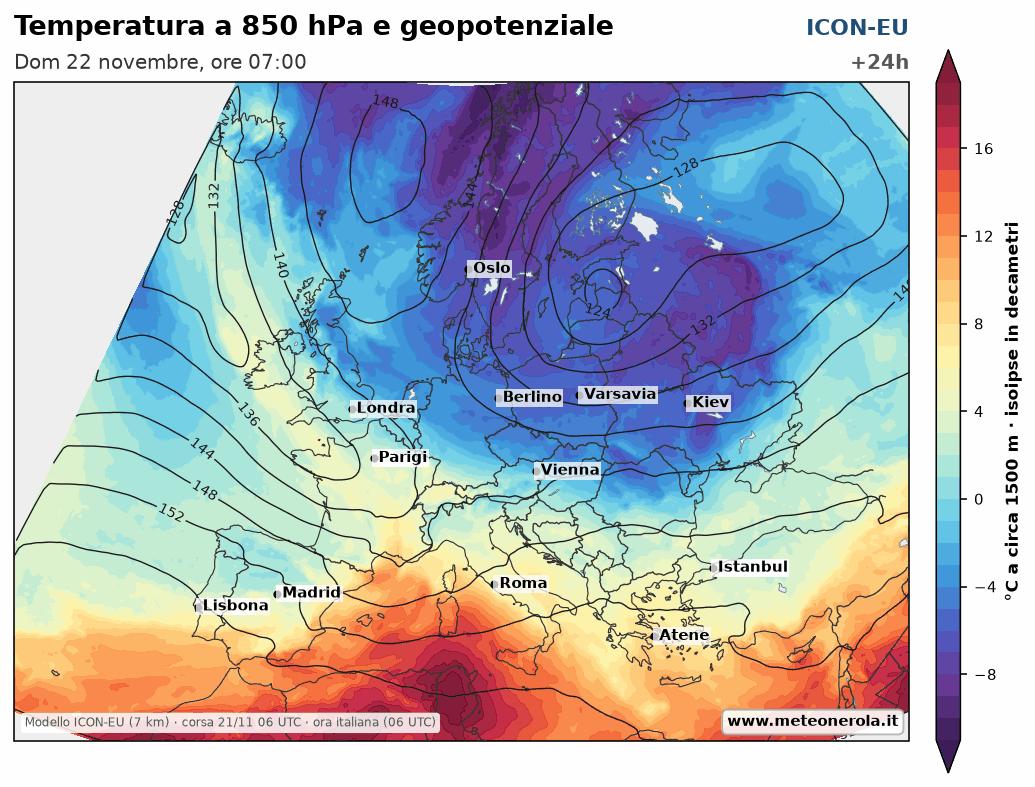 Temperatura a 850 hPa e geopotenziale
ICON-EU
Dom 22 novembre, ore 07:00
+24h
148
128
132
144
128
140
Oslo
124
132
16
12
8
4
0
−4
−8
°C a circa 1500 m · Isoipse in decametri
Berlino
Varsavia
Kiev
Londra
136
144
Parigi
Vienna
148
152
Istanbul
Roma
Madrid
Lisbona
Atene
Modello ICON-EU (7 km) · corsa 21/11 06 UTC · ora italiana (06 UTC)
www.meteonerola.it